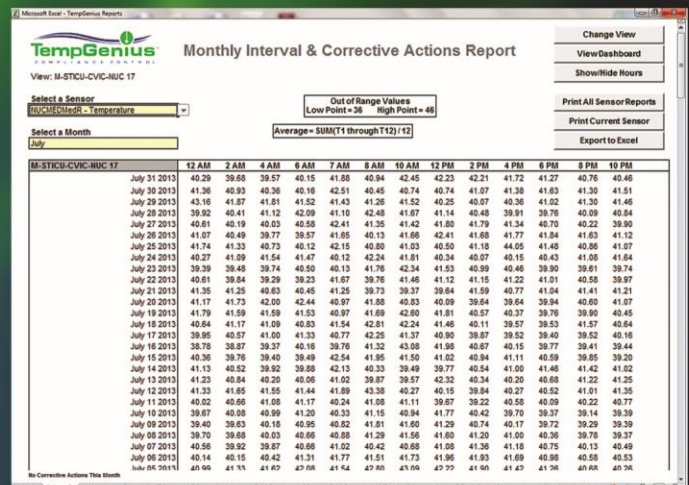 Microsoft Excel - TempGenius Reports
TempGenius
COMPLIANCE CONTROL
Monthly Interval & Corrective Actions Report
Change View
ViewDashboard
Show/Hide Hours
View: M-STICU-CVIC-NUC 17
Select a Sensor
NUCMEDMedR - Temperature
Out of Range Values
Low Point = 36 High Point = 46
Print All Sensor Reports
Print Current Sensor
Select a Month
July
Average = SUM(T1 through T12) / 12
Export to Excel
M-STICU-CVIC-NUC 17 12 AM 2 AM 4 AM 6 AM 7 AM 8 AM 10 AM 12 PM 2 PM 4 PM 6 PM 8 PM 10 PM
July 31 2013 40.29 39.68 39.57 40.15 41.88 40.94 42.45 42.23 42.21 41.72 41.27 40.76 40.46
July 30 2013 41.36 40.93 40.36 40.16 42.51 40.45 40.74 40.74 41.07 41.38 41.63 41.30 41.51
July 29 2013 43.16 41.87 41.81 41.52 41.43 41.26 41.52 40.25 40.07 40.36 41.02 41.30 41.46
July 28 2013 39.92 40.41 41.12 42.09 41.10 42.48 41.67 41.14 40.48 39.91 39.76 40.09 40.84
July 27 2013 40.61 40.19 40.03 40.58 42.41 41.35 41.42 41.80 41.79 41.34 40.70 40.22 39.90
July 26 2013 41.07 40.49 39.77 39.57 41.65 40.13 41.66 42.41 41.68 41.77 41.84 41.63 41.12
July 25 2013 41.74 41.33 40.73 40.12 42.15 40.80 41.03 40.50 41.18 44.05 41.48 40.86 41.07
July 24 2013 40.27 41.09 41.54 41.47 40.12 42.24 41.81 40.34 40.07 40.15 40.43 41.08 41.64
July 23 2013 39.39 39.48 39.74 40.50 40.13 41.76 42.34 41.53 40.99 40.46 39.90 39.61 39.74
July 22 2013 40.61 39.84 39.29 39.23 41.67 39.76 41.46 41.12 41.15 41.22 41.01 40.58 39.97
July 21 2013 41.35 41.25 40.63 40.45 41.25 39.73 39.37 39.64 41.59 40.77 41.04 41.41 41.21
July 20 2013 41.17 41.73 42.00 42.44 40.97 41.88 40.83 40.09 39.64 39.64 39.94 40.60 41.07
July 19 2013 41.79 41.59 41.59 41.53 40.97 41.69 42.60 41.81 40.57 40.37 39.76 39.90 40.45
July 18 2013 40.64 41.17 41.09 40.83 41.54 42.81 42.24 41.46 40.11 39.57 39.53 41.57 40.64
July 17 2013 39.95 40.57 41.00 41.33 40.77 42.25 41.37 40.90 39.87 39.52 39.40 39.52 40.16
July 16 2013 38.78 38.87 39.37 40.16 39.76 41.32 43.08 41.98 40.67 40.15 39.77 39.41 39.44
July 15 2013 40.36 39.76 39.40 39.49 42.54 41.95 41.50 41.02 40.94 41.11 40.59 39.85 39.20
July 14 2013 41.13 40.52 39.92 39.88 42.13 40.33 39.49 39.77 40.54 41.00 41.46 41.42 41.02
July 13 2013 41.23 40.84 40.20 40.06 41.02 39.87 39.57 42.32 40.34 40.20 40.68 41.22 41.25
July 12 2013 41.33 41.65 41.55 41.44 41.89 43.38 40.27 40.15 39.84 40.27 40.52 41.01 41.35
July 11 2013 40.02 40.66 41.08 41.17 40.24 41.08 41.11 39.67 39.22 40.58 40.09 40.22 40.77
July 10 2013 39.67 40.08 40.99 41.20 40.33 41.15 40.94 41.77 40.42 39.70 39.37 39.14 39.39
July 09 2013 39.40 39.63 40.18 40.95 40.82 41.81 41.60 41.29 40.74 40.17 39.72 39.29 39.39
July 08 2013 39.70 39.68 40.03 40.66 40.88 41.29 41.56 41.60 41.20 41.00 40.36 39.78 39.37
July 07 2013 40.56 39.92 39.87 40.66 41.02 40.42 40.68 41.08 41.36 41.18 40.75 40.13 40.49
July 06 2013 40.14 40.15 40.42 41.31 41.77 41.51 41.73 41.96 41.93 41.69 40.98 40.58 40.53
July 05 2013 40.99 41.33 41.62 42.08 41.54 42.80 43.09 42.22 41.90 41.42 41.26 40.68 40.26
No Corrective Actions This Month